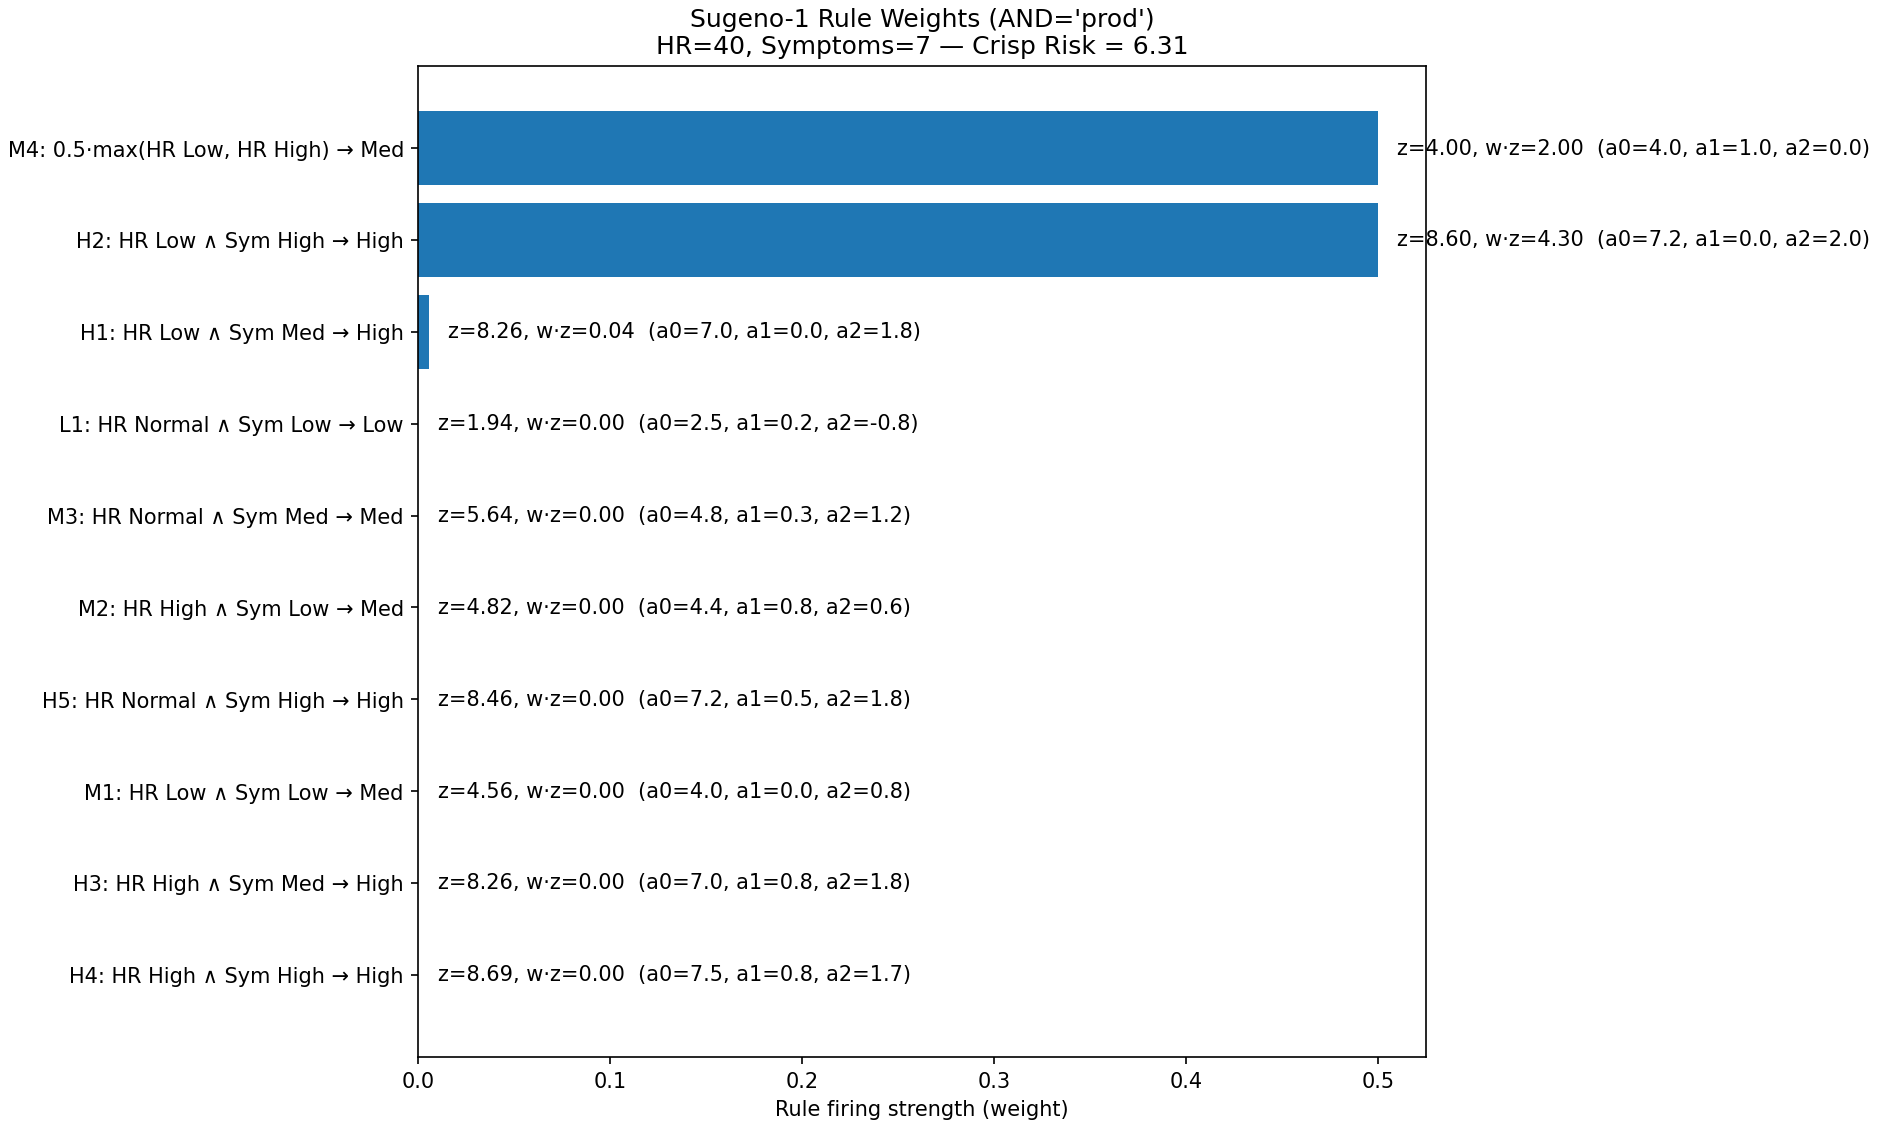 Sugeno-1 Rule Weights (AND='prod')
HR=40, Symptoms=7 — Crisp Risk = 6.31
M4: 0.5·max(HR Low, HR High) → Med z=4.00, w·z=2.00 (a0=4.0, a1=1.0, a2=0.0)
H2: HR Low ∧ Sym High → High z=8.60, w·z=4.30 (a0=7.2, a1=0.0, a2=2.0)
H1: HR Low ∧ Sym Med → High z=8.26, w·z=0.04 (a0=7.0, a1=0.0, a2=1.8)
L1: HR Normal ∧ Sym Low → Low z=1.94, w·z=0.00 (a0=2.5, a1=0.2, a2=-0.8)
M3: HR Normal ∧ Sym Med → Med z=5.64, w·z=0.00 (a0=4.8, a1=0.3, a2=1.2)
M2: HR High ∧ Sym Low → Med z=4.82, w·z=0.00 (a0=4.4, a1=0.8, a2=0.6)
H5: HR Normal ∧ Sym High → High z=8.46, w·z=0.00 (a0=7.2, a1=0.5, a2=1.8)
M1: HR Low ∧ Sym Low → Med z=4.56, w·z=0.00 (a0=4.0, a1=0.0, a2=0.8)
H3: HR High ∧ Sym Med → High z=8.26, w·z=0.00 (a0=7.0, a1=0.8, a2=1.8)
H4: HR High ∧ Sym High → High z=8.69, w·z=0.00 (a0=7.5, a1=0.8, a2=1.7)
0.0 0.1 0.2 0.3 0.4 0.5
Rule firing strength (weight)